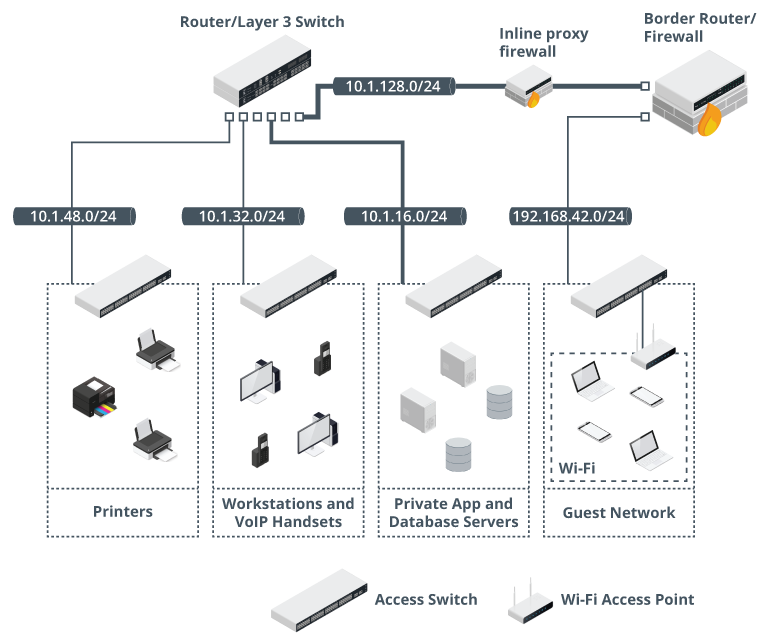 Router/Layer 3 Switch
Inline proxy
firewall
Border Router/
Firewall
10.1.128.0/24
10.1.48.0/24
10.1.32.0/24
10.1.16.0/24
192.168.42.0/24
Wi-Fi
Printers
Workstations and
VoIP Handsets
Private App and
Database Servers
Guest Network
Access Switch
Wi-Fi Access Point